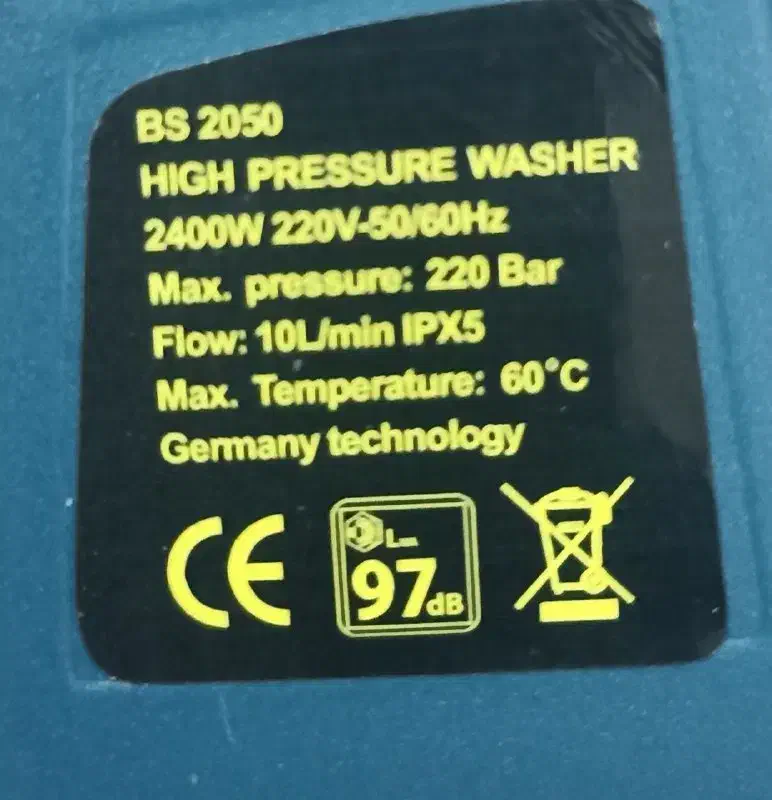 BS 2050
HIGH PRESSURE WASHER
2400W 220V-50/60Hz
Max. pressure: 220 Bar
Flow: 10L/min IPX5
Max. Temperature: 60°C
Germany technology
CE
97dB